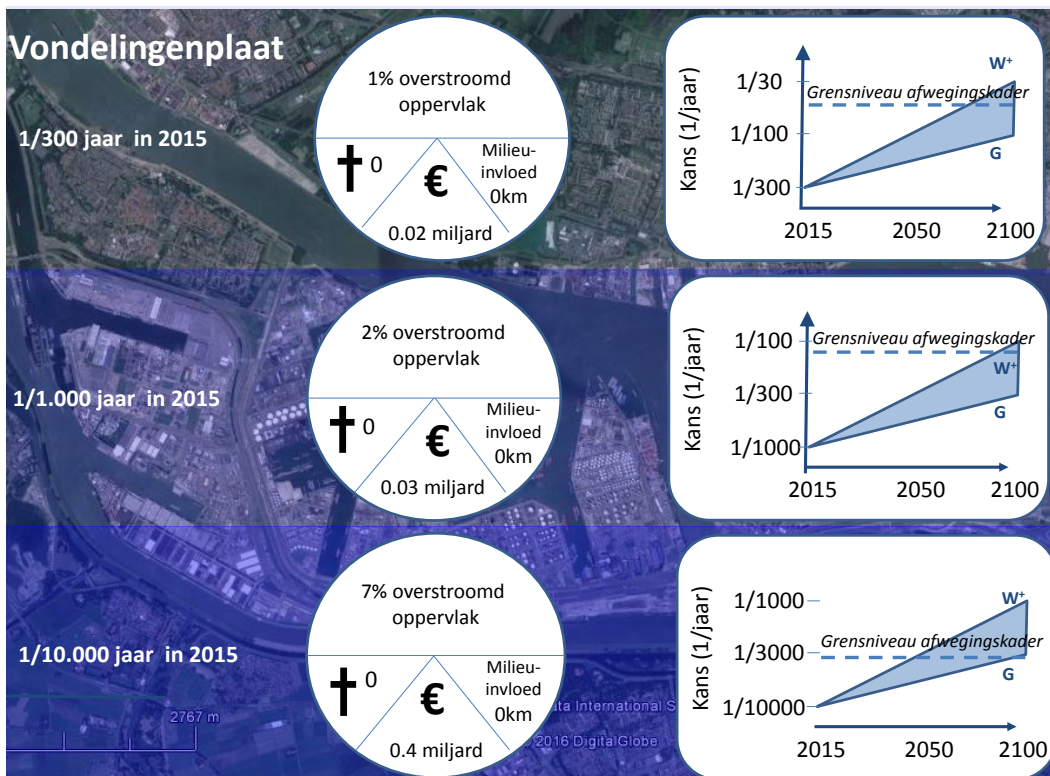 Vondelingenplaat
1/300 jaar in 2015
1% overstroomd
oppervlak
0
€
Milieu-
invloed
0km
0.02 miljard
Kans (1/jaar)
1/30
1/100
1/300
W+
Grensniveau afwegingskader
G
2015 2050 2100
1/1.000 jaar in 2015
2% overstroomd
oppervlak
0
€
Milieu-
invloed
0km
0.03 miljard
Kans (1/jaar)
1/100
1/300
1/1000
Grensniveau afwegingskader
W+
G
2015 2050 2100
1/10.000 jaar in 2015
7% overstroomd
oppervlak
0
€
Milieu-
invloed
0km
0.4 miljard
Kans (1/jaar)
1/1000
1/3000
1/10000
W+
Grensniveau afwegingskader
G
2015 2050 2100
2767 m
ata International S
2016 DigitalGlobe